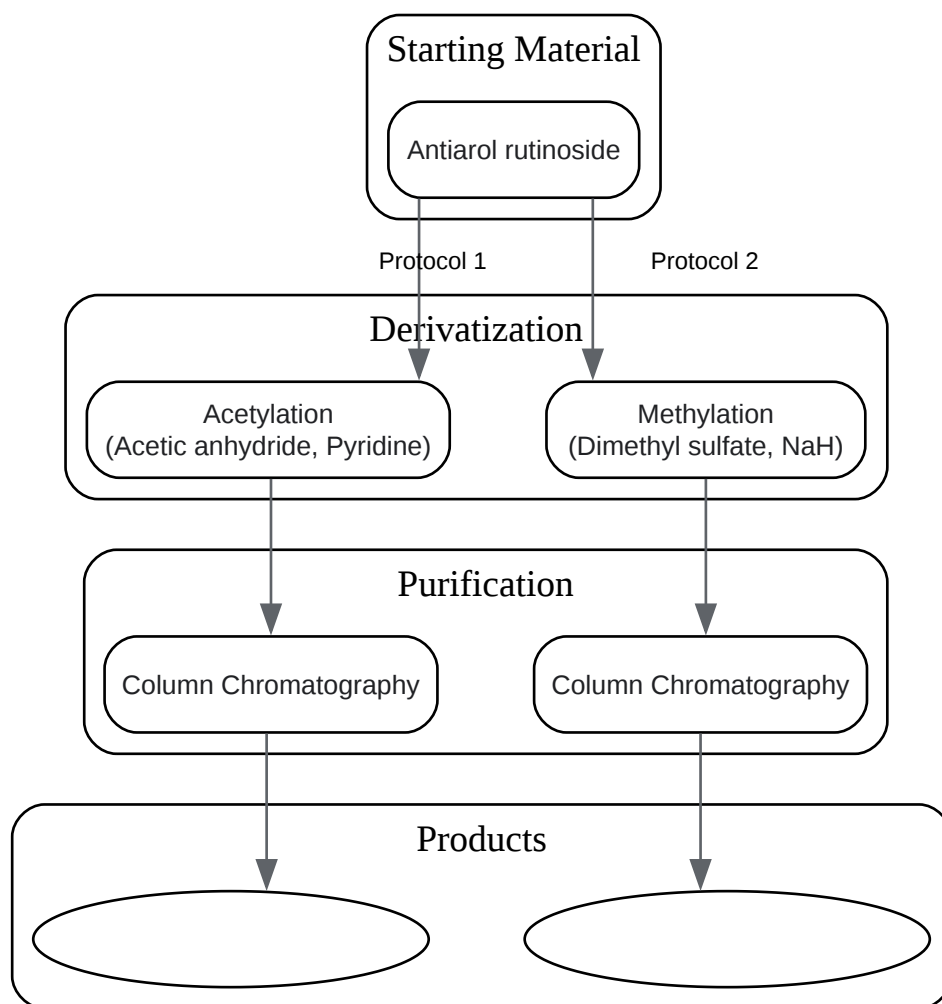 Starting Material
Antiarol rutinoside
Protocol 1
Protocol 2
Derivatization
Acetylation
(Acetic anhydride, Pyridine)
Methylation
(Dimethyl sulfate, NaH)
Purification
Column Chromatography
Column Chromatography
Products